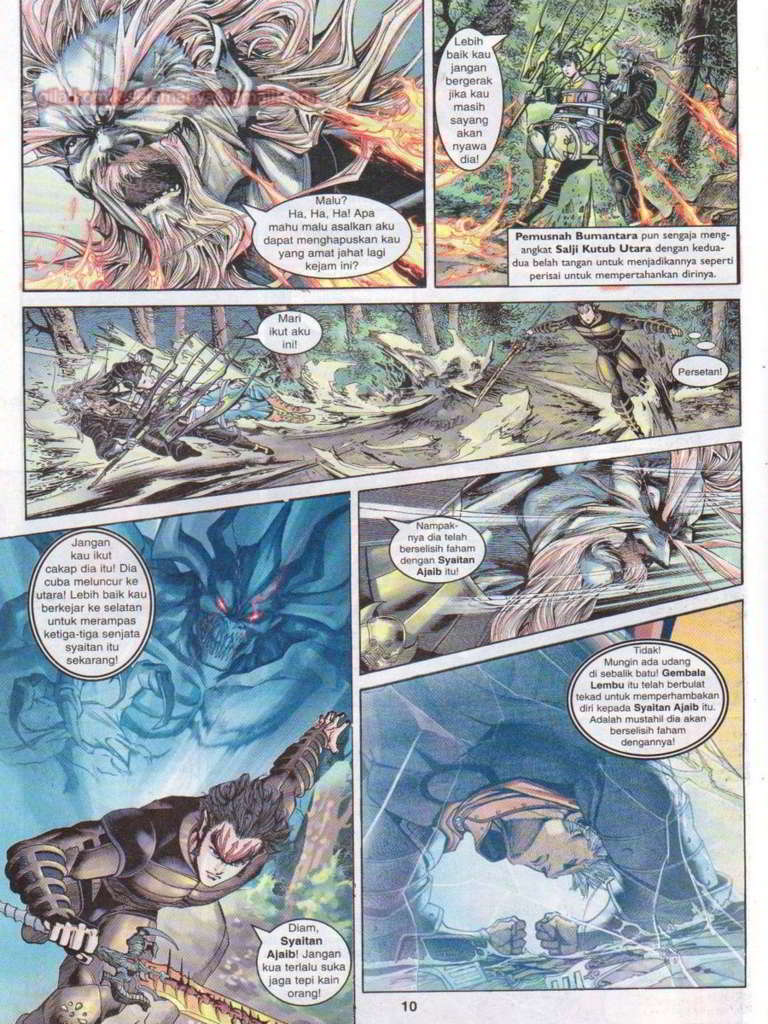 Malu?
Ha, Ha, Ha! Apa
mahu malu asalkan aku
dapat menghapuskan kau
yang amat jahat lagi
kejam ini?
Lebih
baik kau
jangan
bergerak
jika kau
masih
sayang
akan
nyawa
dia!
Pemusnah Bumantara pun sengaja meng-
angkat Salji Kutub Utara dengan kedua-
dua belah tangan untuk menjadikannya seperti
perisai untuk mempertahankan dirinya.
Mari
ikut aku
ini!
Persetan!
Nampak-
nya dia telah
berselisih faham
dengan Syaitan
Ajaib itu!
Jangan
kau ikut
cakap dia itu! Dia
cuba meluncur ke
utara! Lebih baik kau
berkejar ke selatan
untuk merampas
ketiga-tiga senjata
syaitan itu
sekarang!
Tidak!
Mungin ada udang
di sebalik batu! Gembala
Lembu itu telah berbulat
tekad untuk memperhambakan
diri kepada Syaitan Ajaib itu.
Adalah mustahil dia akan
berselisih faham
dengannya!
Diam,
Syaitan
Ajaib! Jangan
kua terlalu suka
jaga tepi kain
orang!
10